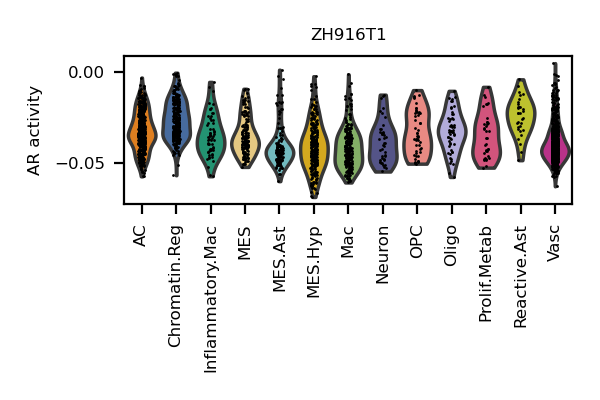 ZH916T1
AR activity
0.00
−0.05
AC
Chromatin.Reg
Inflammatory.Mac
MES
MES.Ast
MES.Hyp
Mac
Neuron
OPC
Oligo
Prolif.Metab
Reactive.Ast
Vasc